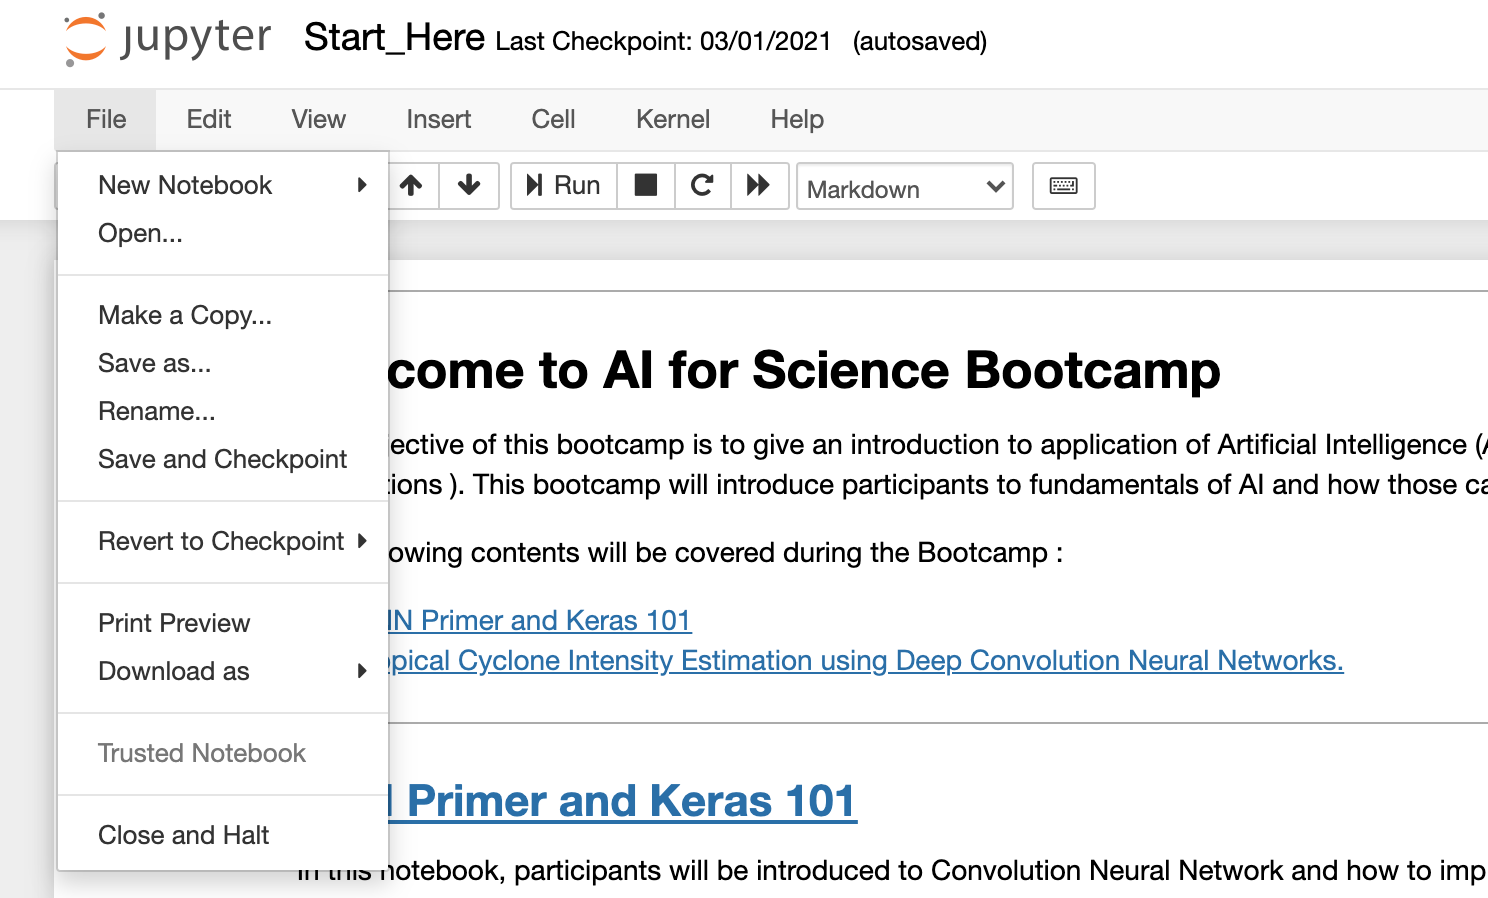 jupyter Start_Here Last Checkpoint: 03/01/2021 (autosaved)
File Edit View Insert Cell Kernel Help
Run Markdown
New Notebook
Open...
Make a Copy...
Save as...
Rename...
Save and Checkpoint
Revert to Checkpoint
Print Preview
Download as
Trusted Notebook
Close and Halt
come to AI for Science Bootcamp
ective of this bootcamp is to give an introduction to application of Artificial Intelligence (
tions ). This bootcamp will introduce participants to fundamentals of AI and how those ca
owing contents will be covered during the Bootcamp :
N Primer and Keras 101
pical Cyclone Intensity Estimation using Deep Convolution Neural Networks.
Primer and Keras 101
In this notebook, participants will be introduced to Convolution Neural Network and how to imp